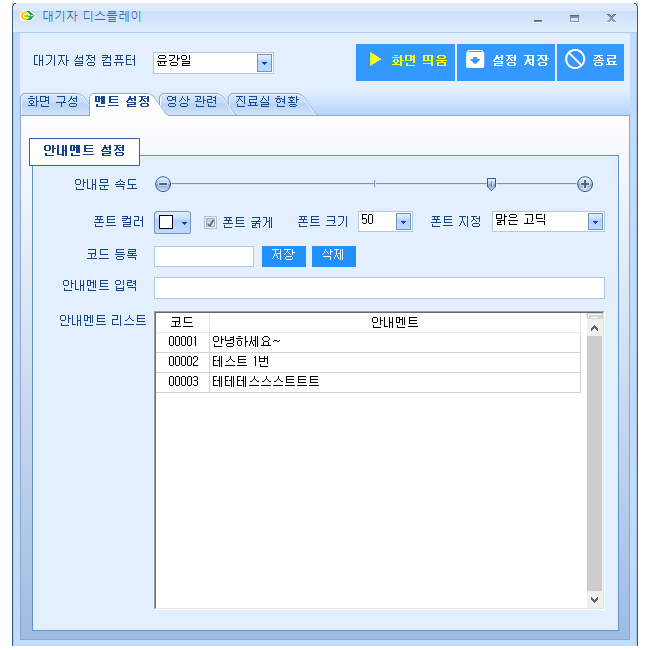 대기자 디스플레이
대기자 설정 컴퓨터 윤강일 화면 띄움 설정 저장 종료
화면 구성 멘트 설정 영상 관련 진료실 현황
안내멘트 설정
안내문 속도
폰트 컬러 폰트 굵게 폰트 크기 50 폰트 지정 맑은 고딕
코드 등록 저장 삭제
안내멘트 입력
안내멘트 리스트 코드 안내멘트
00001 안녕하세요~
00002 테스트 1번
00003 테테테스스스트트트